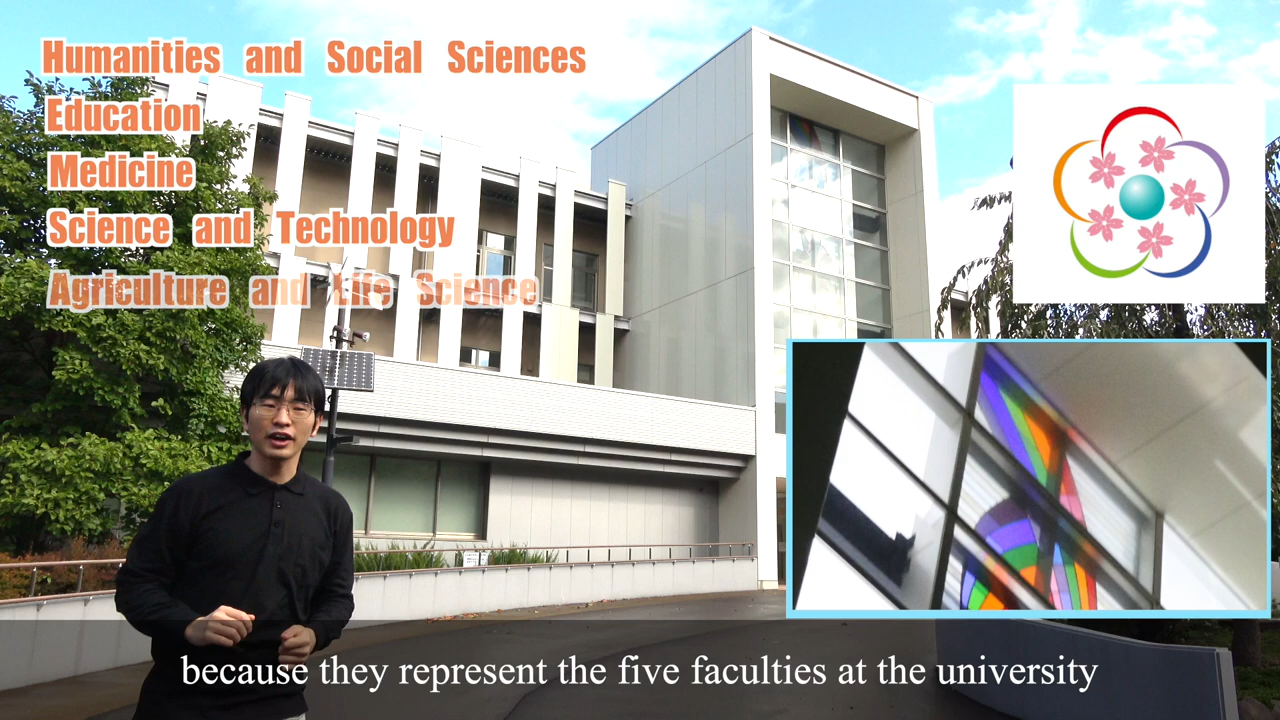 Humanities and Social Sciences
Education
Medicine
Science and Technology
Agriculture and Life Science
because they represent the five faculties at the university